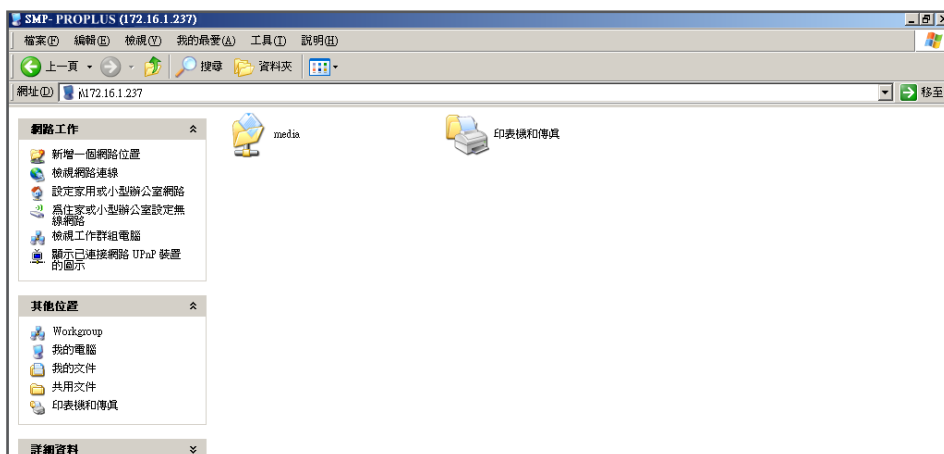 SMP- PROPLUS (172.16.1.237)
檔案(F) 編輯(E) 檢視(V) 我的最愛(A) 工具(T) 說明(H)
上一頁 搜尋 資料夾
網址(D) \\172.16.1.237 移至
網路工作
新增一個網路位置
檢視網路連線
設定家用或小型辦公室網路
為住家或小型辦公室設定無
線網路
檢視工作群組電腦
顯示已連接網路 UPnP 裝置
的圖示
media
印表機和傳真
其他位置
Workgroup
我的電腦
我的文件
共用文件
印表機和傳真
詳細資料